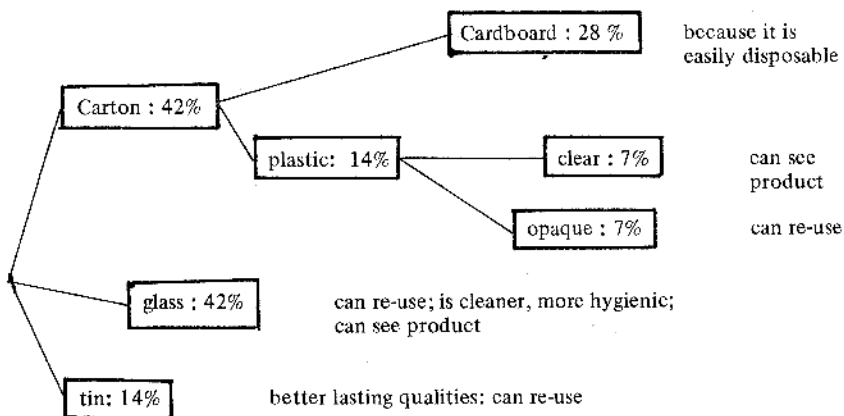 Cardboard : 28 %
because it is
easily disposable
Carton : 42%
plastic: 14%
clear : 7%
can see
product
opaque : 7%
can re-use
glass : 42%
can re-use; is cleaner, more hygienic;
can see product
tin: 14%
better lasting qualities: can re-use